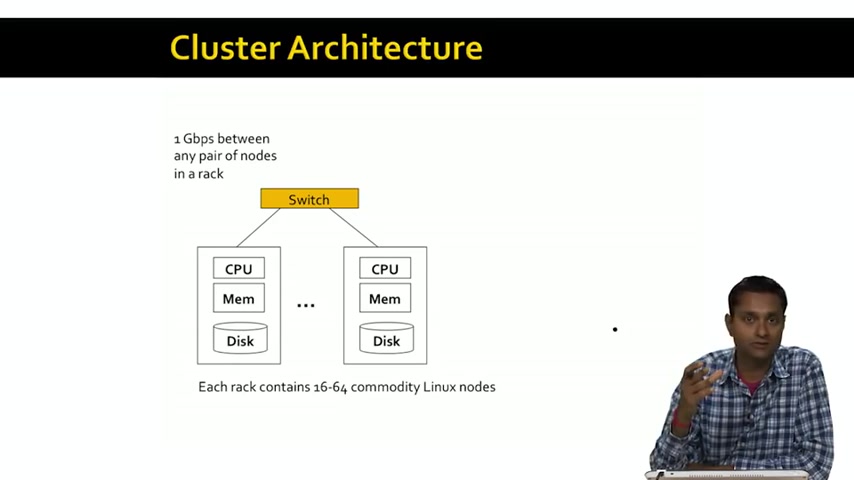 Cluster Architecture
1 Gbps between
any pair of nodes
in a rack
Switch
CPU
CPU
Mem
...
Mem
Disk
Disk
Each rack contains 16-64 commodity Linux nodes